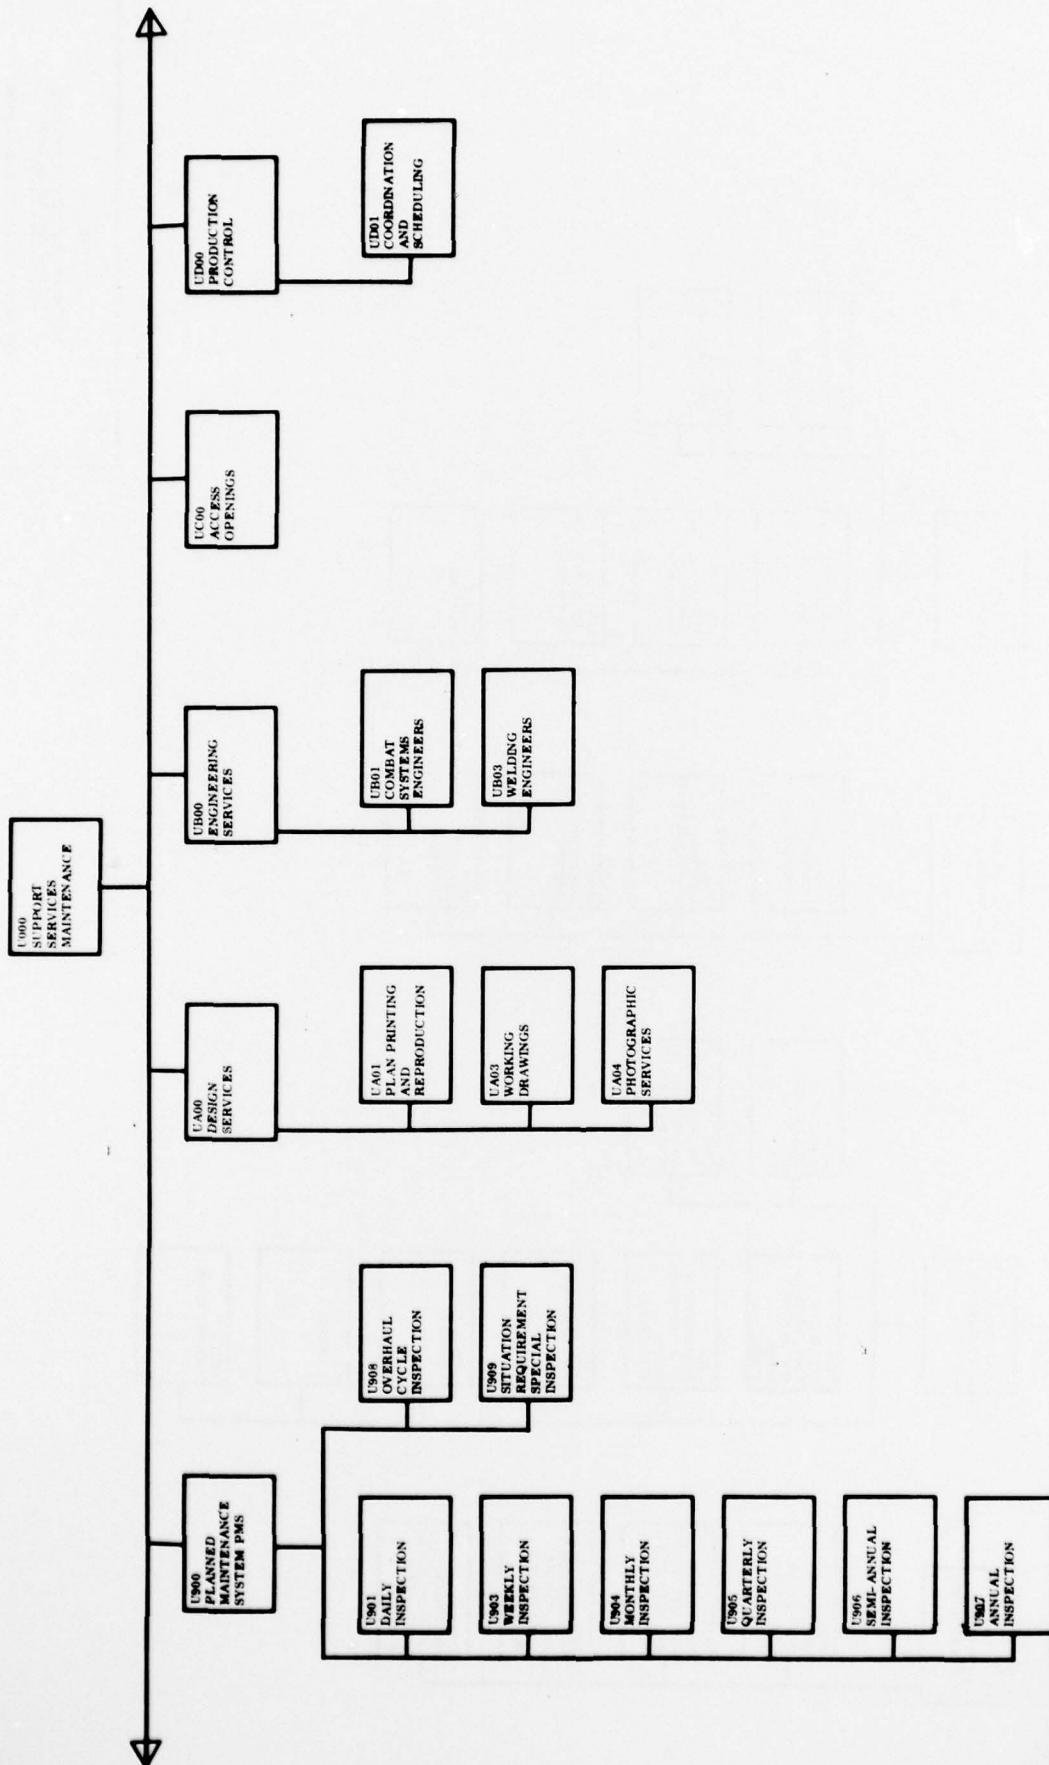 U000
SUPPORT
SERVICES
MAINTENANCE
U900
PLANNED
MAINTENANCE
SYSTEM PMS
U901
DAILY
INSPECTION
U903
WEEKLY
INSPECTION
U904
MONTHLY
INSPECTION
U905
QUARTERLY
INSPECTION
U906
SEMI-ANNUAL
INSPECTION
U907
ANNUAL
INSPECTION
U908
OVERHAUL
CYCLE
INSPECTION
U909
SITUATION
REQUIREMENT
SPECIAL
INSPECTION
UA00
DESIGN
SERVICES
UA01
PLAN PRINTING
AND
REPRODUCTION
UA03
WORKING
DRAWINGS
UA04
PHOTOGRAPHIC
SERVICES
UB00
ENGINEERING
SERVICES
UB01
COMBAT
SYSTEMS
ENGINEERS
UB03
WELDING
ENGINEERS
UC00
ACCESS
OPENINGS
UD00
PRODUCTION
CONTROL
UD01
COORDINATION
AND
SCHEDULING